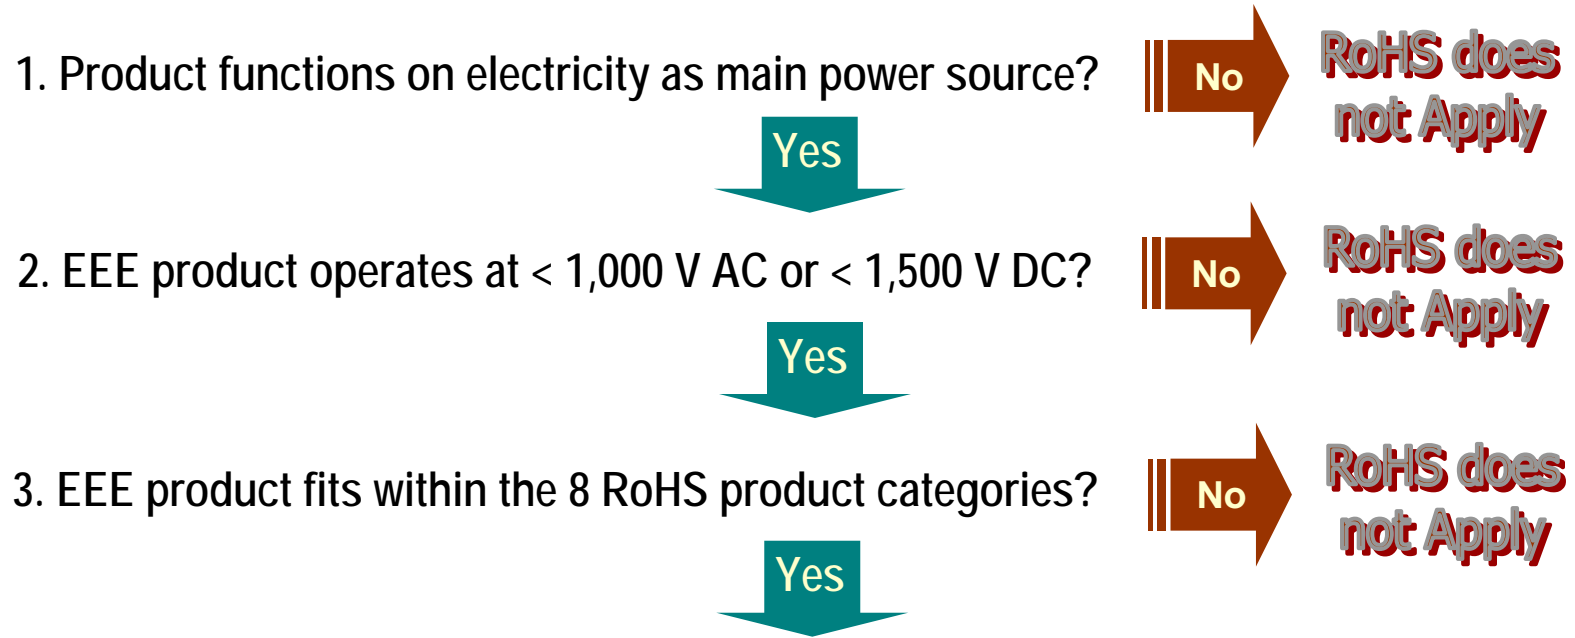 1. Product functions on electricity as main power source?
No
RoHS does
not Apply
Yes
2. EEE product operates at < 1,000 V AC or < 1,500 V DC?
No
RoHS does
not Apply
Yes
3. EEE product fits within the 8 RoHS product categories?
No
RoHS does
not Apply
Yes